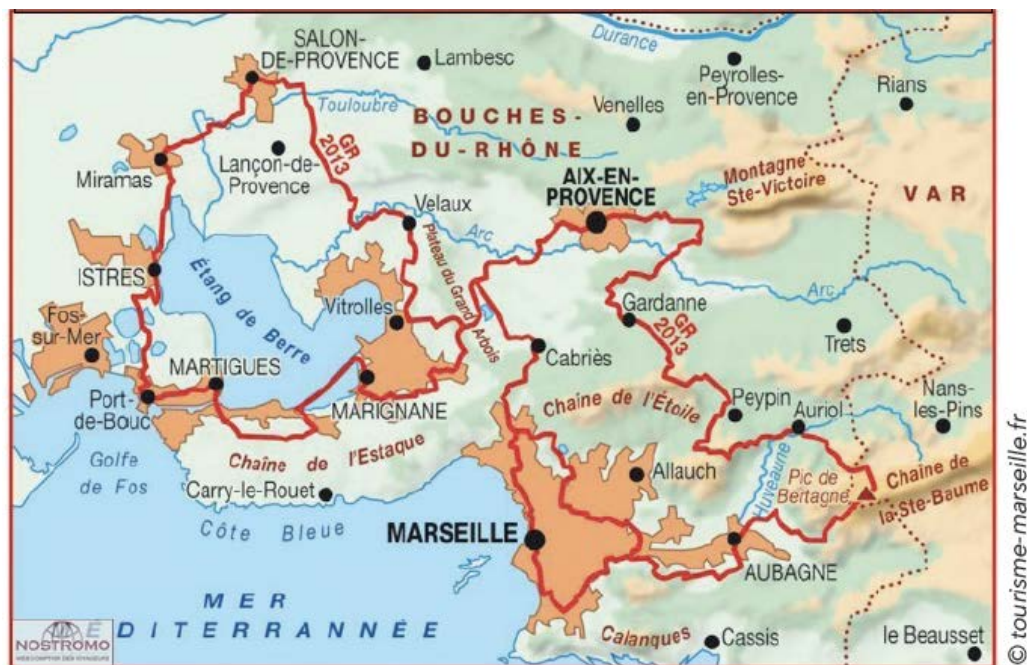 SALON-
DE-PROVENCE
Lambesc
Durance
Peyrolles-
en-Provence
Rians
Touloubre
BOUCHES-
DU-RHÔNE
Venelles
GR
2013
Lançon-de-
Provence
Miramas
AIX-EN-
PROVENCE
Montagne
Ste-Victoire
VAR
Velaux
Arc
Plateau du Grand Arbois
ISTRES
Étang de Berre
Vitrolles
Fos-
sur-Mer
Gardanne
GR
2013
Arc
Trets
Cabriès
MARTIGUES
Port-
de-Bouc
MARIGNANE
Chaîne de l'Étoile
Peypin
Auriol
Nans-
les-Pins
Golfe
de Fos
Chaîne de l'Estaque
Carry-le-Rouet
Allauch
Huveaune
Pic de
Bertagne
Chaîne de
la-Ste-Baume
Côte Bleue
MARSEILLE
AUBAGNE
MER
MÉDITERRANNÉE
Calanques
Cassis
le Beausset
NOSTROMO
© tourisme-marseille.fr